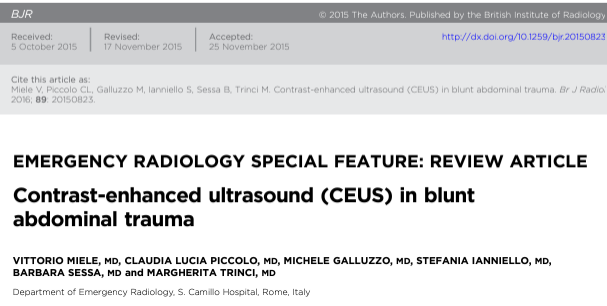 BJR © 2015 The Authors. Published by the British Institute of Radiology
Received: Revised: Accepted: http://dx.doi.org/10.1259/bjr.20150823
5 October 2015 17 November 2015 25 November 2015
Cite this article as:
Miele V, Piccolo CL, Galluzzo M, Ianniello S, Sessa B, Trinci M. Contrast-enhanced ultrasound (CEUS) in blunt abdominal trauma. Br J Radiol
2016; 89: 20150823.
EMERGENCY RADIOLOGY SPECIAL FEATURE: REVIEW ARTICLE
Contrast-enhanced ultrasound (CEUS) in blunt
abdominal trauma
VITTORIO MIELE, MD, CLAUDIA LUCIA PICCOLO, MD, MICHELE GALLUZZO, MD, STEFANIA IANNIELLO, MD,
BARBARA SESSA, MD and MARGHERITA TRINCI, MD
Department of Emergency Radiology, S. Camillo Hospital, Rome, Italy